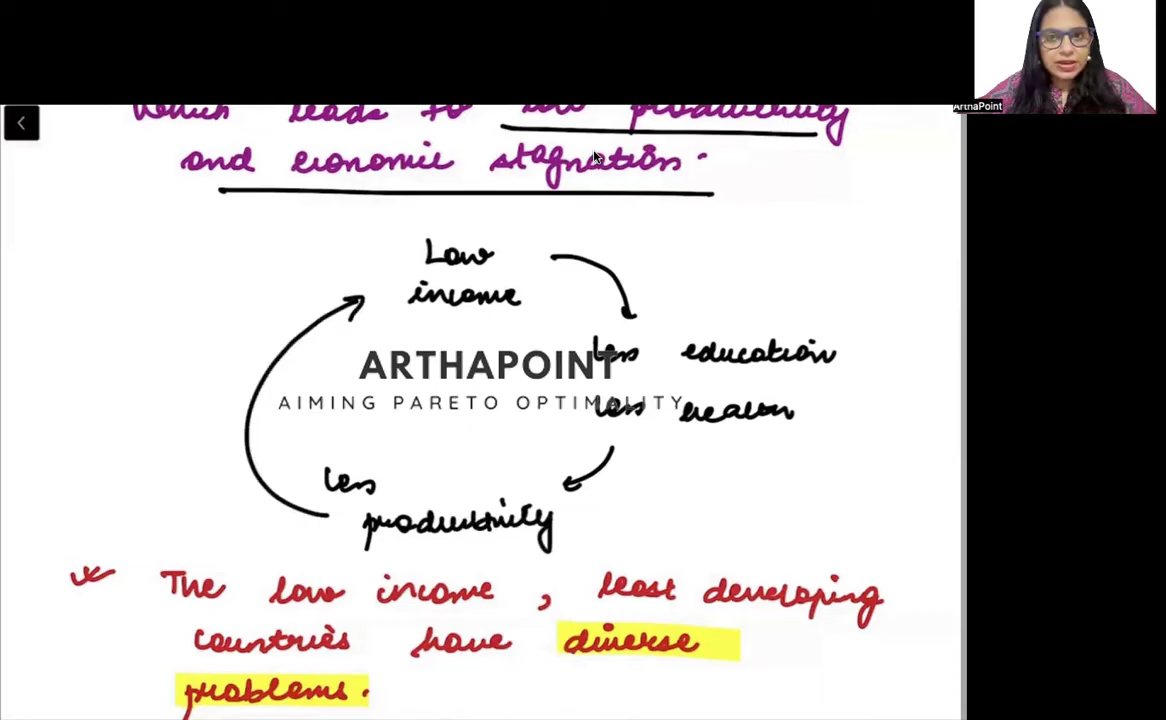 ArthaPoint
which leads to low productivity
and economic stagnation.
Low
income
less education
less health
less
productivity
ARTHAPOINT
AIMING PARETO OPTIMALITY
The low income, least developing
countries have diverse
problems.